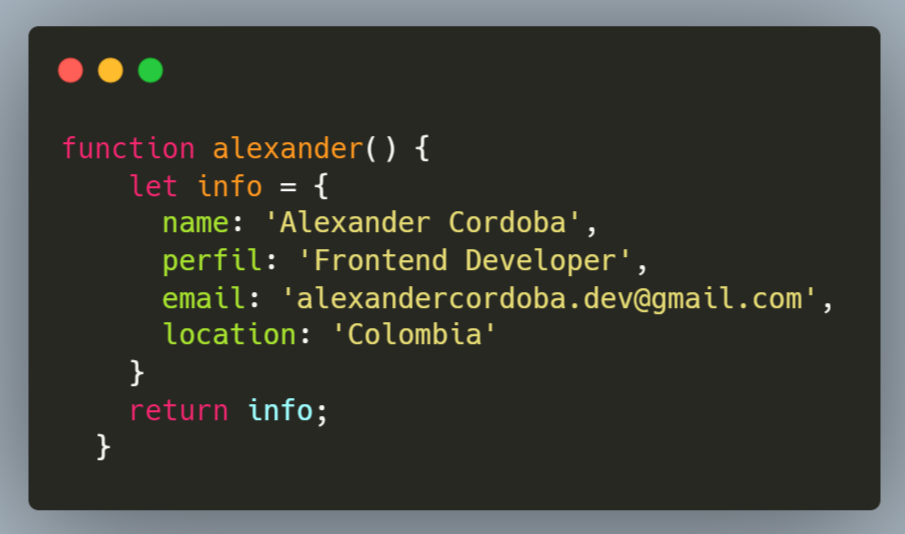 function alexander() {
    let info = {
      name: 'Alexander Cordoba',
      perfil: 'Frontend Developer',
      email: 'alexandercordoba.dev@gmail.com',
      location: 'Colombia'
    }
    return info;
  }